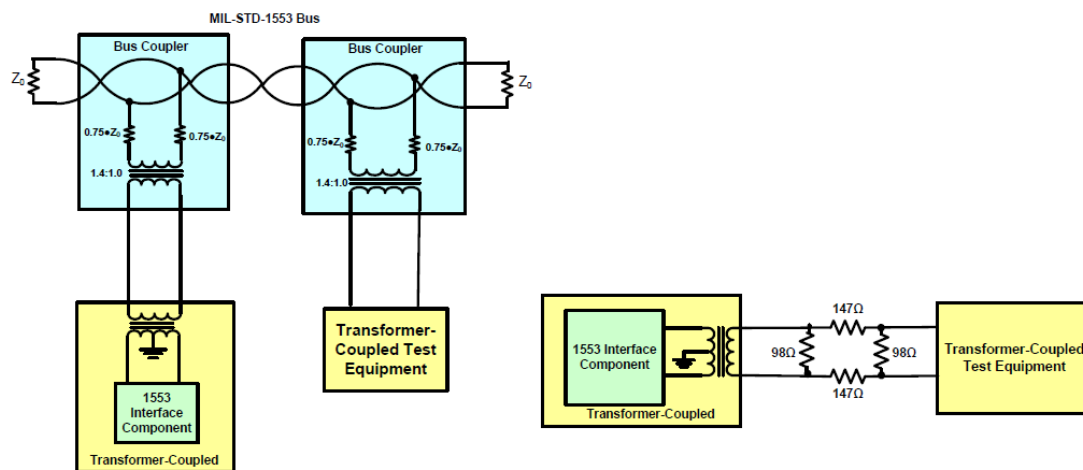 MIL-STD-1553 Bus
Bus Coupler
Bus Coupler
Z₀
Z₀
0.75•Z₀
0.75•Z₀
0.75•Z₀
0.75•Z₀
1.4:1.0
1.4:1.0
Transformer-
Coupled Test
Equipment
1553
Interface
Component
Transformer-Coupled
1553 Interface
Component
Transformer-Coupled
147Ω
98Ω
98Ω
147Ω
Transformer-Coupled
Test Equipment